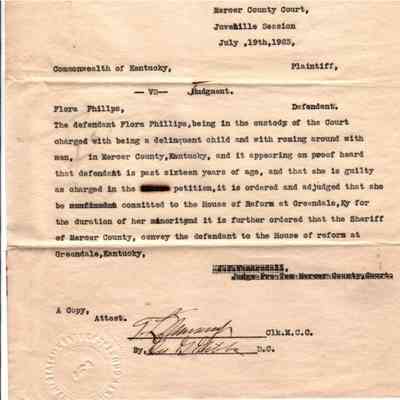 Mercer County Court,
Juvenille Session
July ,19th,1923,
Commonwealth of Kentucky,    Plaintiff,
-- VS--    Judgment.
Flora Philips,    Defendant.
The defendant Flora Phillips,being in the custody of the Court
charged with being a delinquent child and with roming around with
men, in Mercer County,Kentucky, and it appearing on proof heard
that defendant is past sixteen years of age, and that she is guilty
as charged in the petition,it is ordered and adjudged that she
be committed to the House of Reform at Greendale,Ky for
the duration of her minority it is further ordered that the Sheriff
of Mercer County, convey the defendant to the House of reform at
Greendale,Kentucky,
Judge Pro Tem Mercer County,Court.
A Copy,
Attest.
Clk.M.C.C.
By.    D.C.